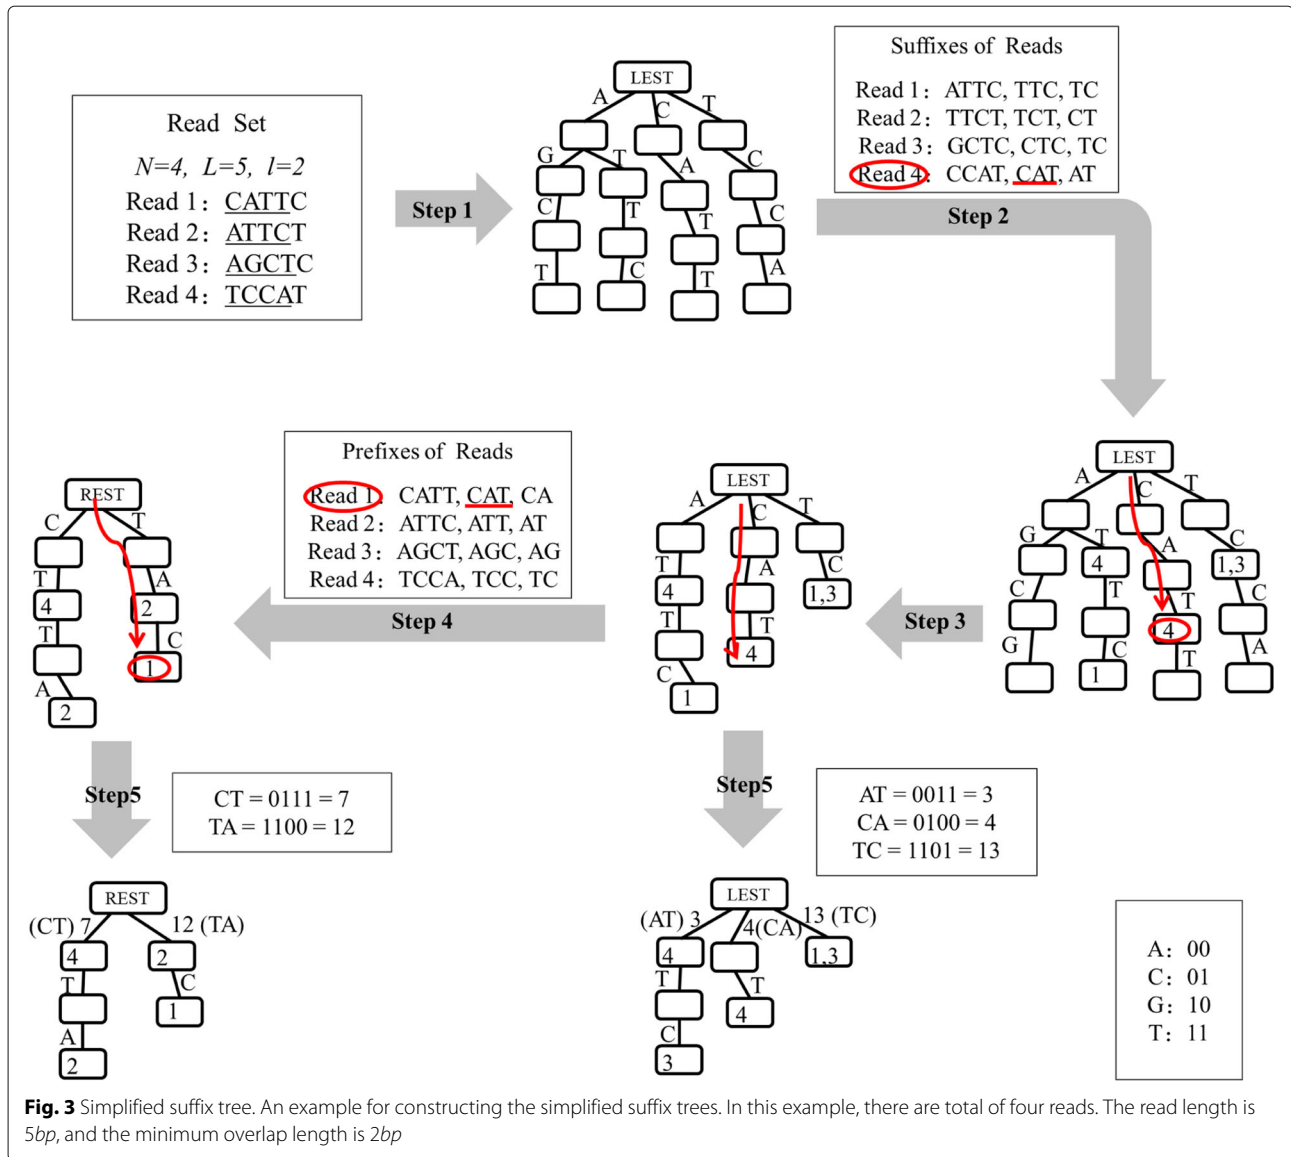 Read Set
N=4, L=5, l=2
Read 1: CATTC
Read 2: ATTCT
Read 3: AGCTC
Read 4: TCCAT
Step 1
LEST
A C T
G T A C
C T T C
T C T A
Suffixes of Reads
Read 1: ATTC, TTC, TC
Read 2: TTCT, TCT, CT
Read 3: GCTC, CTC, TC
Read 4: CCAT, CAT, AT
Step 2
LEST
A C T
G T A C
4 1,3
C T T C
4
G C T A
1
Step 3
LEST
A C T
T A C
4 1,3
T T
4
C
1
Prefixes of Reads
Read 1: CATT, CAT, CA
Read 2: ATTC, ATT, AT
Read 3: AGCT, AGC, AG
Read 4: TCCA, TCC, TC
Step 4
REST
C T
T A
4 2
T C
1
A
2
Step5
CT = 0111 = 7
TA = 1100 = 12
Step5
AT = 0011 = 3
CA = 0100 = 4
TC = 1101 = 13
REST
(CT) 7 12 (TA)
4 2
T C
1
A
2
LEST
(AT) 3 4(CA) 13 (TC)
4 1,3
T T
4
C
3
A: 00
C: 01
G: 10
T: 11
Fig. 3 Simplified suffix tree. An example for constructing the simplified suffix trees. In this example, there are total of four reads. The read length is
5bp, and the minimum overlap length is 2bp